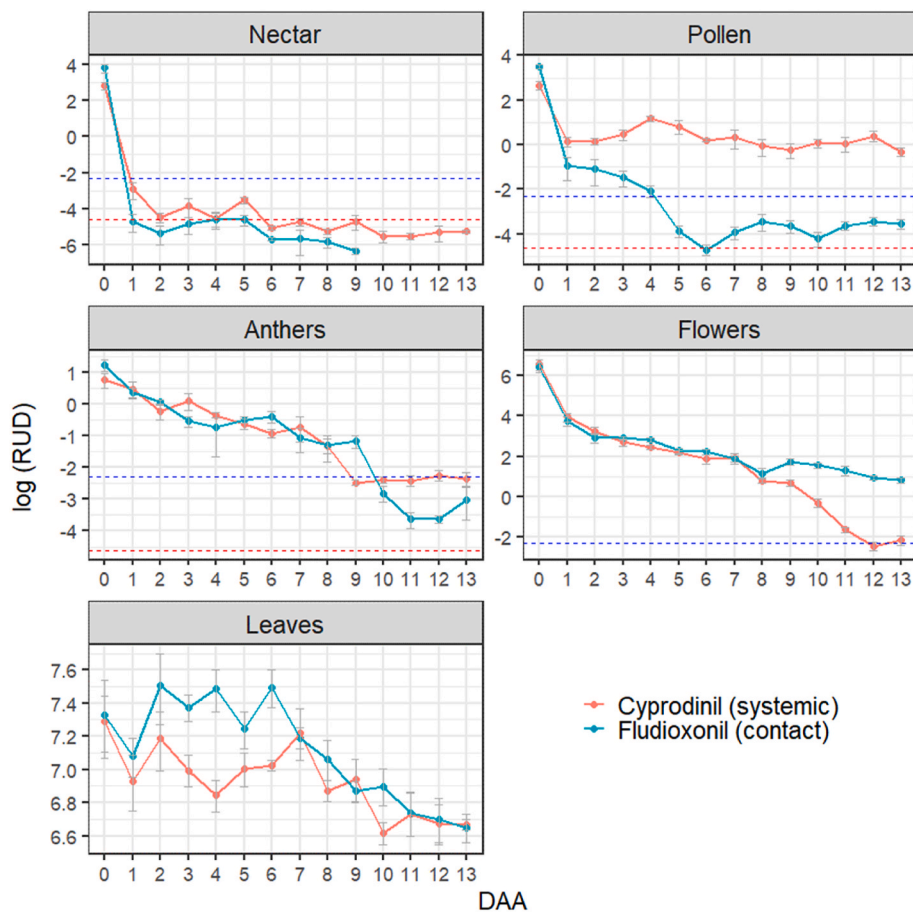 Nectar
4
2
0
-2
-4
-6
0 1 2 3 4 5 6 7 8 9 10 11 12 13
Pollen
4
2
0
-2
-4
0 1 2 3 4 5 6 7 8 9 10 11 12 13
Anthers
1
0
-1
-2
-3
-4
0 1 2 3 4 5 6 7 8 9 10 11 12 13
Flowers
6
4
2
0
-2
0 1 2 3 4 5 6 7 8 9 10 11 12 13
log (RUD)
Leaves
7.6
7.4
7.2
7.0
6.8
6.6
0 1 2 3 4 5 6 7 8 9 10 11 12 13
Cyprodinil (systemic)
Fludioxonil (contact)
DAA